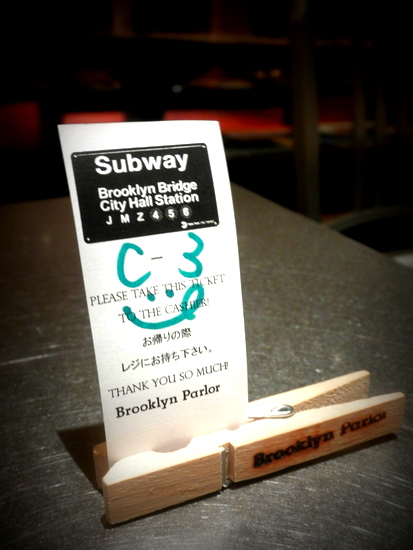 Subway
Brooklyn Bridge
City Hall Station
J M Z 4 5 6
C-3
PLEASE TAKE THIS TICKET
TO THE CASHIER!
お帰りの際
レジにお持ち下さい。
THANK YOU SO MUCH!
Brooklyn Parlor
Brooklyn Parlor